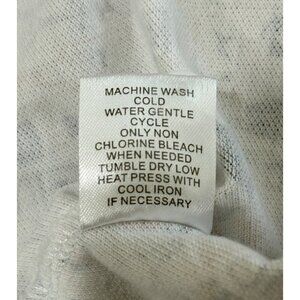 MACHINE WASH
COLD
WATER GENTLE
CYCLE
ONLY NON
CHLORINE BLEACH
WHEN NEEDED
TUMBLE DRY LOW
HEAT PRESS WITH
COOL IRON
IF NECESSARY